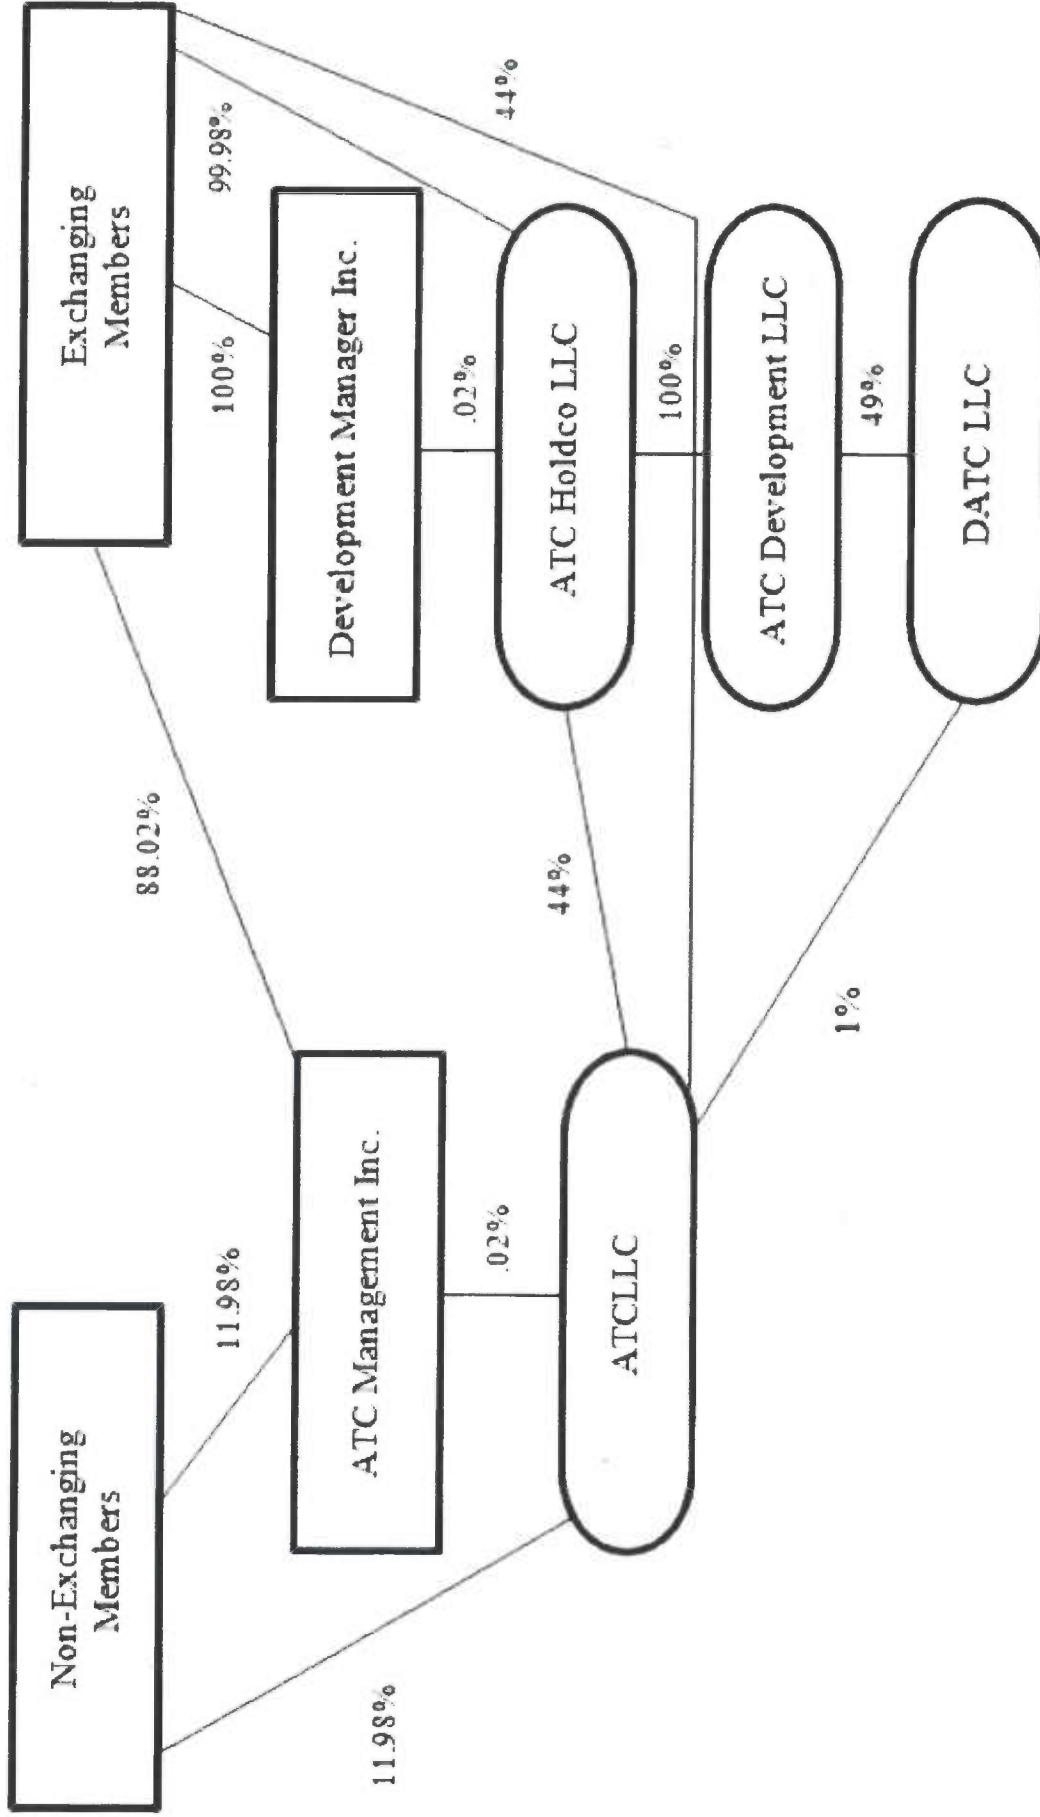 Non-Exchanging
Members
Exchanging
Members
11.98%
11.98%
88.02%
100%
99.98%
44%
ATC Management Inc.
Development Manager Inc.
.02%
.02%
ATCLLC
44%
ATC Holdco LLC
100%
ATC Development LLC
1%
49%
DATC LLC